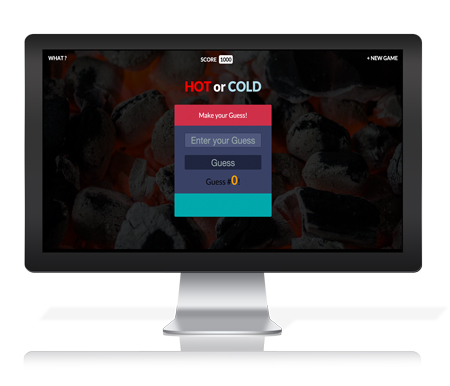 WHAT?
SCORE 1000
+ NEW GAME
HOT or COLD
Make your Guess!
Enter your Guess
Guess
Guess #0!